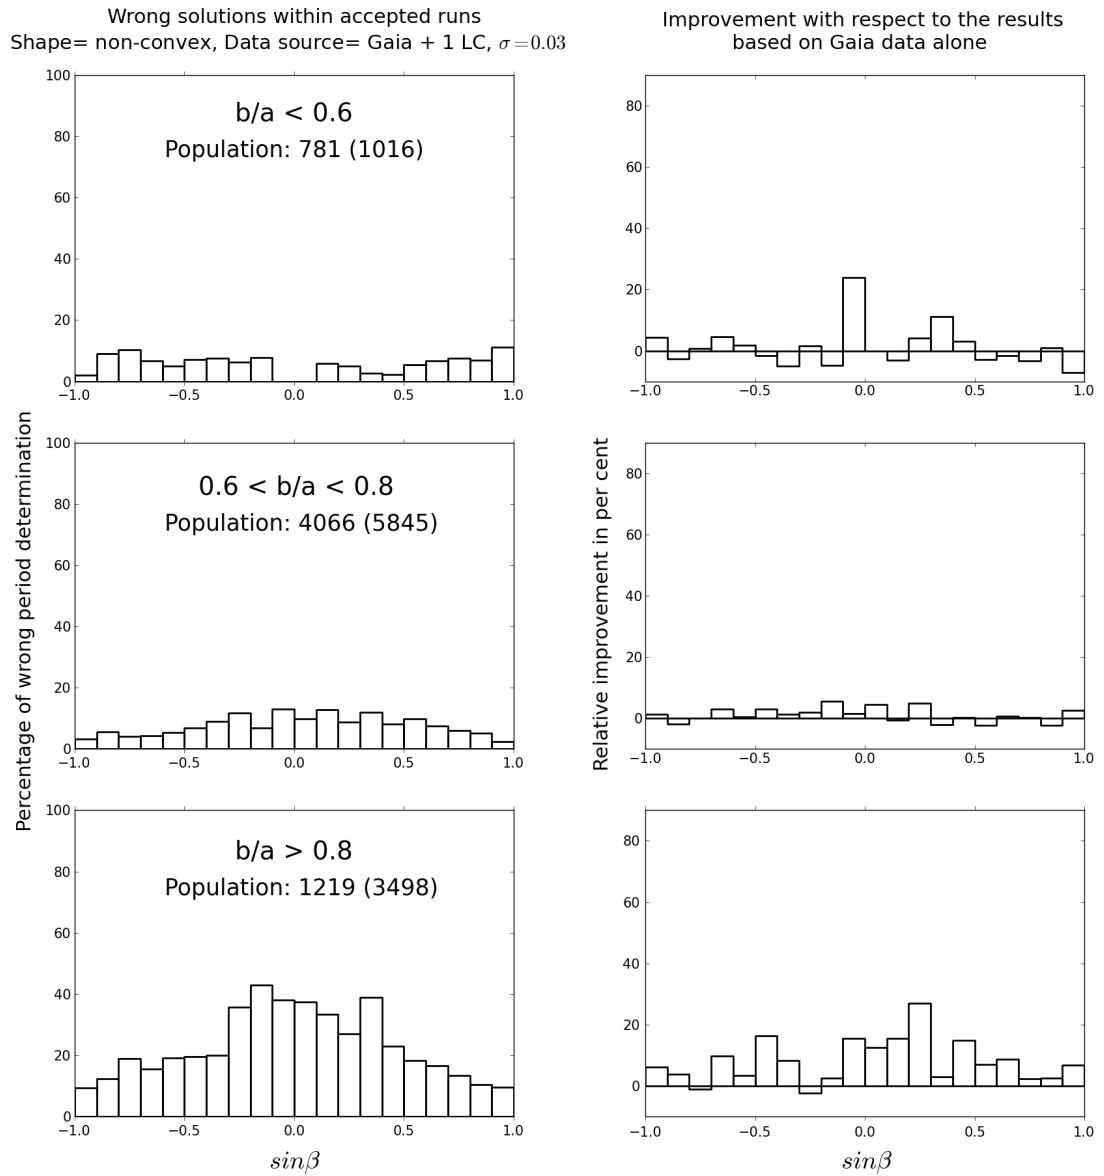 Wrong solutions within accepted runs
Shape= non-convex, Data source= Gaia + 1 LC, σ=0.03
Improvement with respect to the results
based on Gaia data alone
Percentage of wrong period determination
100
80
60
40
20
0
b/a < 0.6
Population: 781 (1016)
−1.0 −0.5 0.0 0.5 1.0
Relative improvement in per cent
80
60
40
20
0
−1.0 −0.5 0.0 0.5 1.0
100
80
60
40
20
0
0.6 < b/a < 0.8
Population: 4066 (5845)
−1.0 −0.5 0.0 0.5 1.0
80
60
40
20
0
−1.0 −0.5 0.0 0.5 1.0
100
80
60
40
20
0
b/a > 0.8
Population: 1219 (3498)
−1.0 −0.5 0.0 0.5 1.0
sinβ
80
60
40
20
0
−1.0 −0.5 0.0 0.5 1.0
sinβ